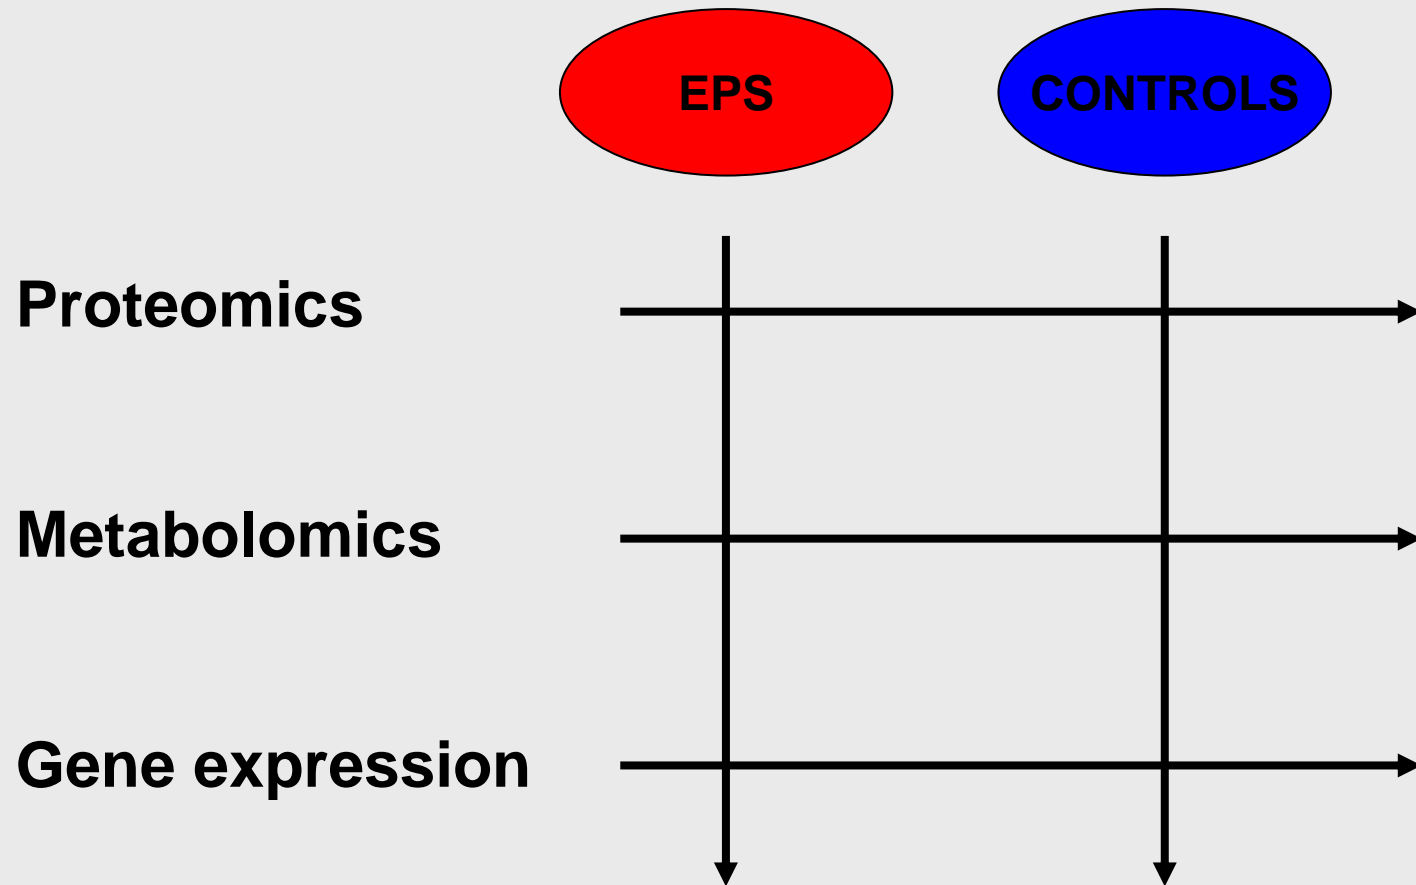 EPS
CONTROLS
Proteomics
Metabolomics
Gene expression